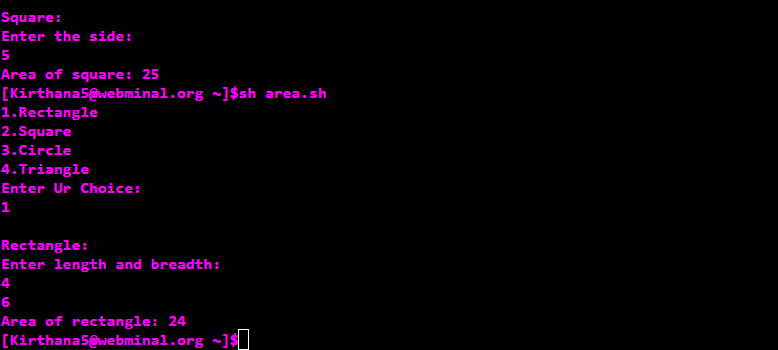 Square:
Enter the side:
5
Area of square: 25
[Kirthana5@webminal.org ~]$sh area.sh
1.Rectangle
2.Square
3.Circle
4.Triangle
Enter Ur Choice:
1
Rectangle:
Enter length and breadth:
4
6
Area of rectangle: 24
[Kirthana5@webminal.org ~]$